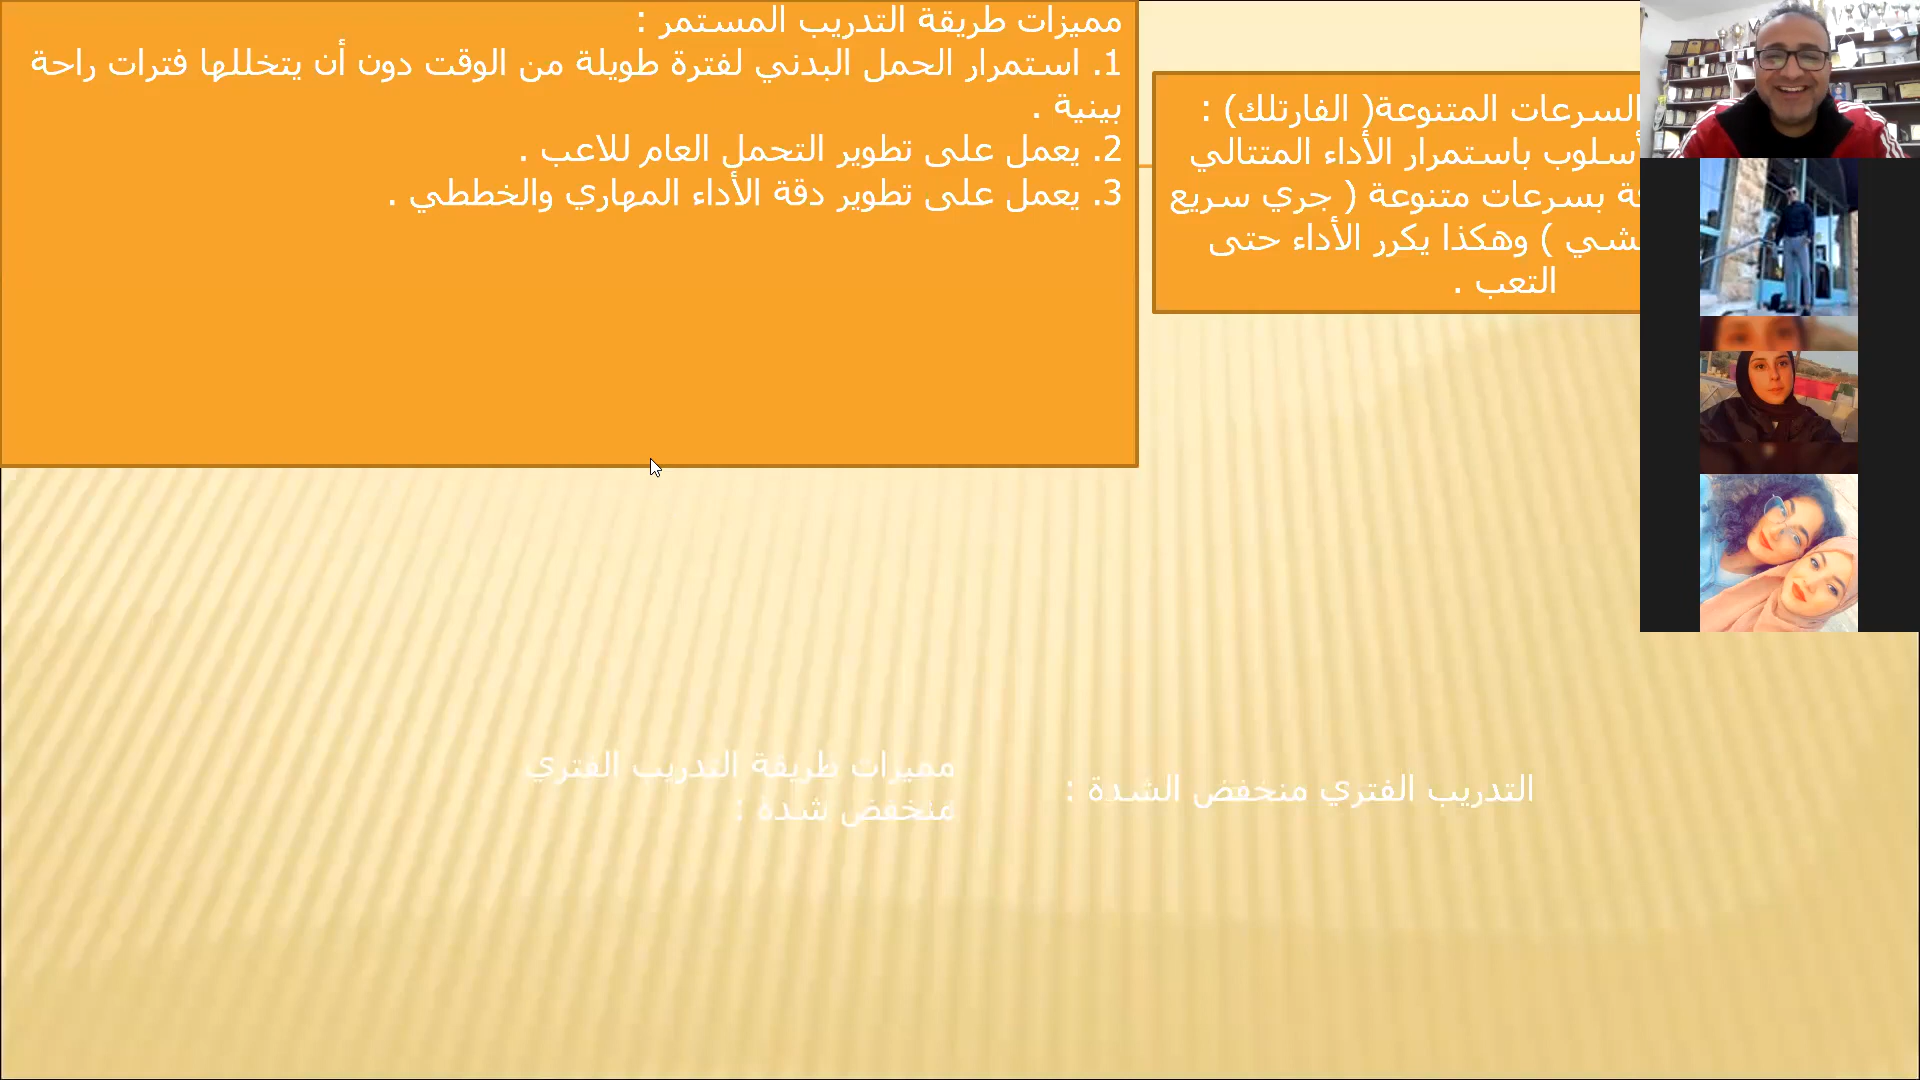 مميزات طريقة التدريب المستمر :
1. استمرار الحمل البدني لفترة طويلة من الوقت دون أن يتخللها فترات راحة
بينية .
2. يعمل على تطوير التحمل العام للاعب .
3. يعمل على تطوير دقة الأداء المهاري والخططي .
السرعات المتنوعة( الفارتلك) :
باستمرار الأداء المتتالي
بسرعات متنوعة ( جري سريع
) وهكذا يكرر الأداء حتى
التعب .
التدريب الفتري منخفض الشدة :
مميزات طريقة التدريب الفتري
منخفض شدة :